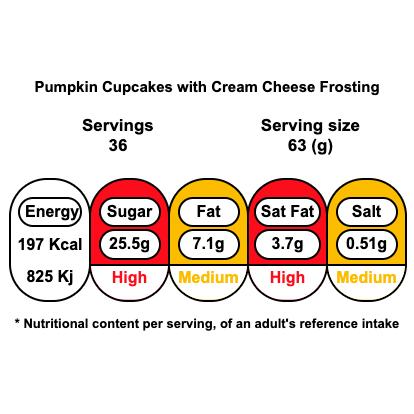 Pumpkin Cupcakes with Cream Cheese Frosting
Servings Serving size
36 63 (g)
Energy Sugar Fat Sat Fat Salt
197 Kcal 25.5g 7.1g 3.7g 0.51g
825 Kj High Medium High Medium
* Nutritional content per serving, of an adult's reference intake